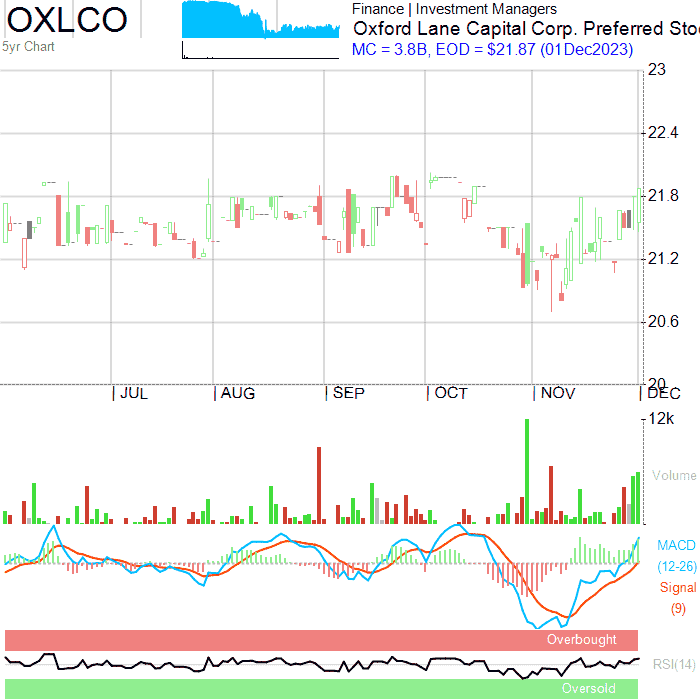 OXLCO
5yr Chart
Finance | Investment Managers
Oxford Lane Capital Corp. Preferred Sto
MC = 3.8B, EOD = $21.87 (01Dec2023)
23
22.4
21.8
21.2
20.6
20
JUL AUG SEP OCT NOV DEC
12k
Volume
MACD
(12-26)
Signal
(9)
Overbought
RSI(14)
Oversold